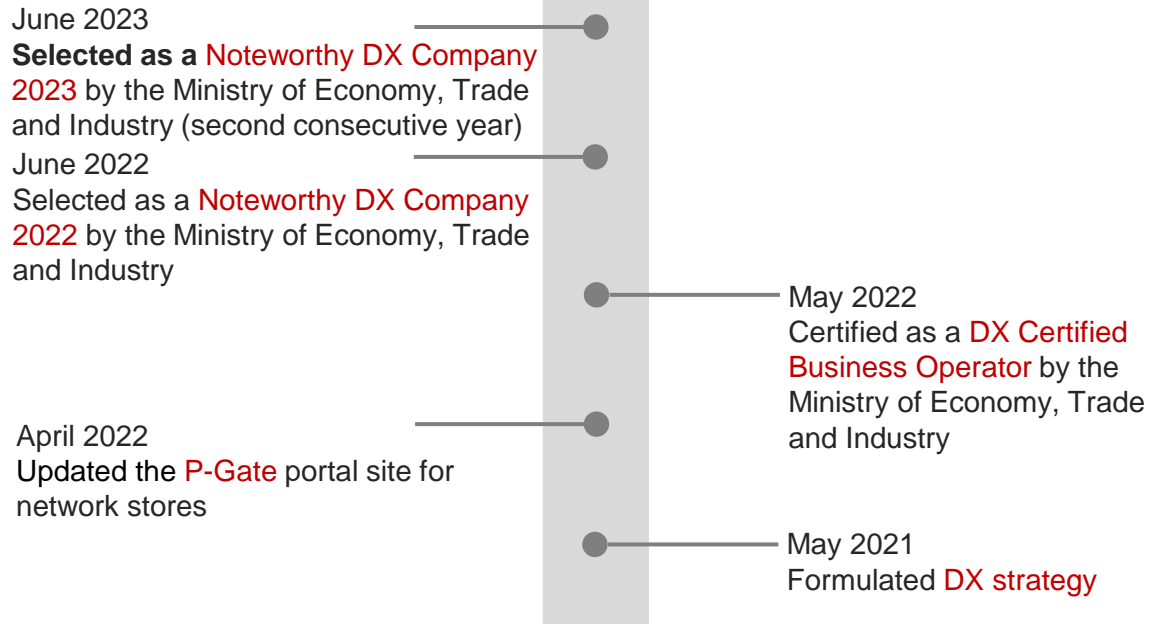 June 2023
Selected as a Noteworthy DX Company
2023 by the Ministry of Economy, Trade
and Industry (second consecutive year)
June 2022
Selected as a Noteworthy DX Company
2022 by the Ministry of Economy, Trade
and Industry
May 2022
Certified as a DX Certified
Business Operator by the
Ministry of Economy, Trade
and Industry
April 2022
Updated the P-Gate portal site for
network stores
May 2021
Formulated DX strategy